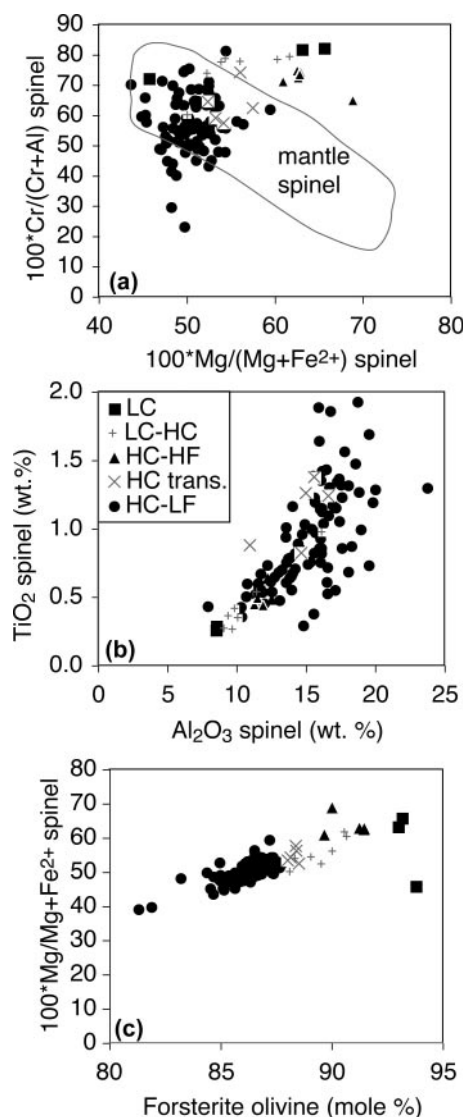 100*Cr/(Cr+Al) spinel
90
80
70
60
50
40
30
20
10
0
mantle
spinel
(a)
40 50 60 70 80
100*Mg/(Mg+Fe²⁺) spinel
TiO₂ spinel (wt.%)
2.0
1.5
1.0
0.5
0.0
LC
LC-HC
HC-HF
HC trans.
HC-LF
(b)
0 5 10 15 20 25
Al₂O₃ spinel (wt. %)
100*Mg/Mg+Fe²⁺ spinel
80
70
60
50
40
30
20
10
0
(c)
80 85 90 95
Forsterite olivine (mole %)